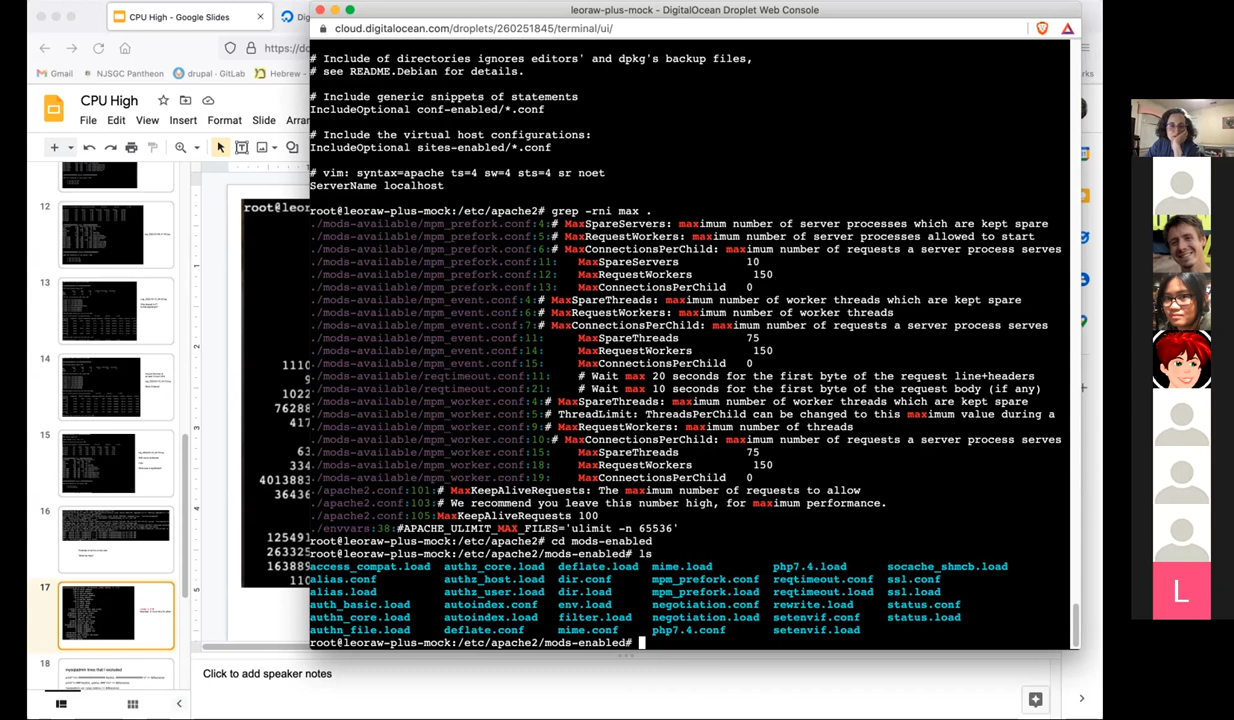 CPU High - Google Slides
leoraw-plus-mock - DigitalOcean Droplet Web Console
cloud.digitalocean.com/droplets/260251845/terminal/ui/
https://do
Gmail
NJSGC Pantheon
drupal · GitLab
Hebrew -
CPU High
File Edit View Insert Format Slide Arran
# Include of directories ignores editors' and dpkg's backup files,
# see README.Debian for details.
# Include generic snippets of statements
IncludeOptional conf-enabled/*.conf
# Include the virtual host configurations:
IncludeOptional sites-enabled/*.conf
# vim: syntax=apache ts=4 sw=4 sts=4 sr noet
ServerName localhost
root@leoraw-plus-mock:/etc/apache2# grep -rni max .
./mods-available/mpm_prefork.conf:4:# MaxSpareServers: maximum number of server processes which are kept spare
./mods-available/mpm_prefork.conf:5:# MaxRequestWorkers: maximum number of server processes allowed to start
./mods-available/mpm_prefork.conf:6:# MaxConnectionsPerChild: maximum number of requests a server process serves
./mods-available/mpm_prefork.conf:11: MaxSpareServers 10
./mods-available/mpm_prefork.conf:12: MaxRequestWorkers 150
./mods-available/mpm_prefork.conf:13: MaxConnectionsPerChild 0
./mods-available/mpm_event.conf:4:# MaxSpareThreads: maximum number of worker threads which are kept spare
./mods-available/mpm_event.conf:6:# MaxRequestWorkers: maximum number of worker threads
./mods-available/mpm_event.conf:7:# MaxConnectionsPerChild: maximum number of requests a server process serves
./mods-available/mpm_event.conf:11: MaxSpareThreads 75
./mods-available/mpm_event.conf:14: MaxRequestWorkers 150
./mods-available/mpm_event.conf:15: MaxConnectionsPerChild 0
./mods-available/reqtimeout.conf:11: # Wait max 20 seconds for the first byte of the request line+headers
./mods-available/reqtimeout.conf:21: # Wait max 10 seconds for the first byte of the request body (if any)
./mods-available/mpm_worker.conf:4:# MaxSpareThreads: maximum number of worker threads which are kept spare
./mods-available/mpm_worker.conf:5:# ThreadLimit: ThreadsPerChild can be changed to this maximum value during a
./mods-available/mpm_worker.conf:9:# MaxRequestWorkers: maximum number of threads
./mods-available/mpm_worker.conf:10:# MaxConnectionsPerChild: maximum number of requests a server process serves
./mods-available/mpm_worker.conf:15: MaxSpareThreads 75
./mods-available/mpm_worker.conf:18: MaxRequestWorkers 150
./mods-available/mpm_worker.conf:19: MaxConnectionsPerChild 0
./apache2.conf:101:# MaxKeepAliveRequests: The maximum number of requests to allow
./apache2.conf:103:# We recommend you leave this number high, for maximum performance.
./apache2.conf:105:MaxKeepAliveRequests 100
./envvars:38:#APACHE_ULIMIT_MAX_FILES='ulimit -n 65536'
root@leoraw-plus-mock:/etc/apache2# cd mods-enabled
root@leoraw-plus-mock:/etc/apache2/mods-enabled# ls
access_compat.load authz_core.load deflate.load mime.load php7.4.load socache_shmcb.load
alias.conf authz_host.load dir.conf mpm_prefork.conf reqtimeout.conf ssl.conf
alias.load authz_user.load dir.load mpm_prefork.load reqtimeout.load ssl.load
auth_basic.load autoindex.conf env.load negotiation.conf rewrite.load status.conf
authn_core.load autoindex.load filter.load negotiation.load setenvif.conf status.load
authn_file.load deflate.conf mime.conf php7.4.conf setenvif.load
root@leoraw-plus-mock:/etc/apache2/mods-enabled#
root@leor
1110
9
1022
76288
417
63
334
4013883
36436
125491
263325
163889
110
12
13
14
15
16
17
18
Click to add speaker notes
L